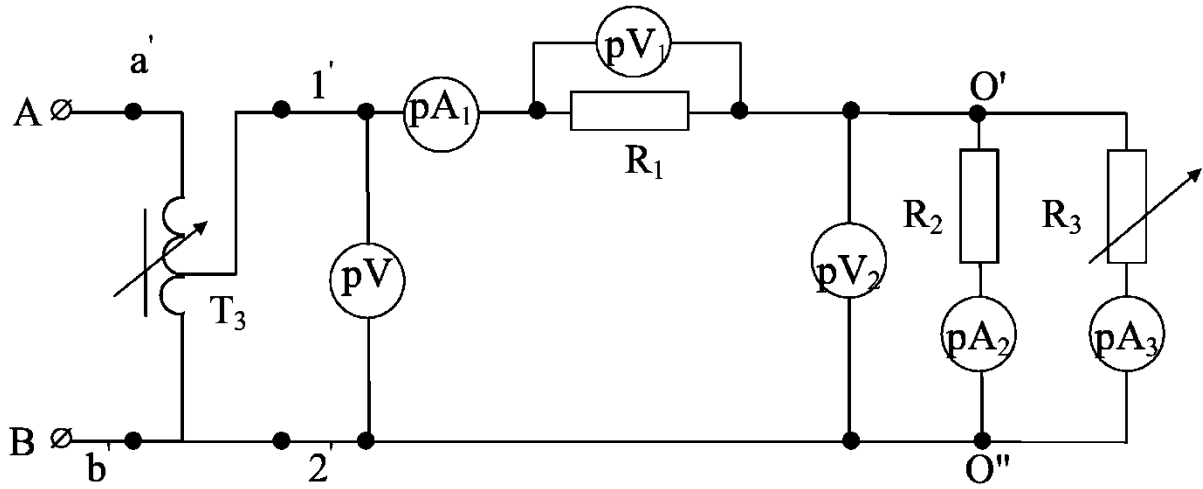 a'
A
1'
pA₁
pV₁
R₁
O'
R₂
R₃
pV
pV₂
T₃
pA₂
pA₃
B
b'
2'
O"